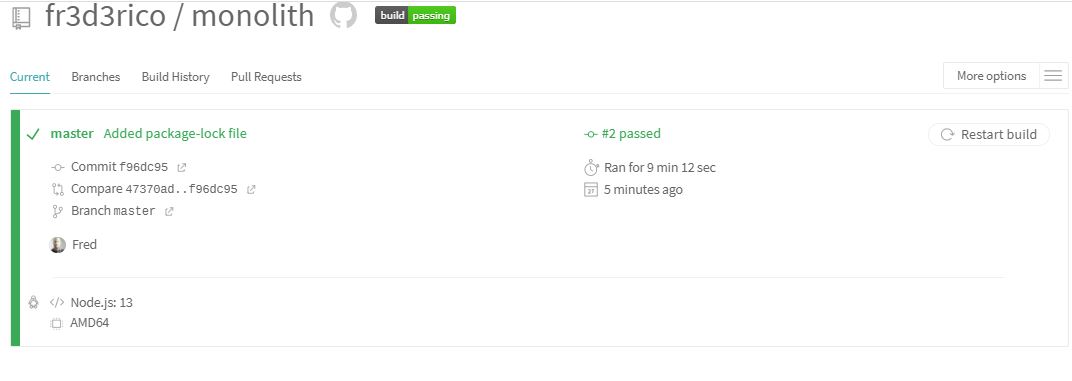 fr3d3rico / monolith build passing
Current Branches Build History Pull Requests More options
master Added package-lock file #2 passed Restart build
Commit f96dc95 Ran for 9 min 12 sec
Compare 47370ad..f96dc95 5 minutes ago
Branch master
Fred
</> Node.js: 13
AMD64